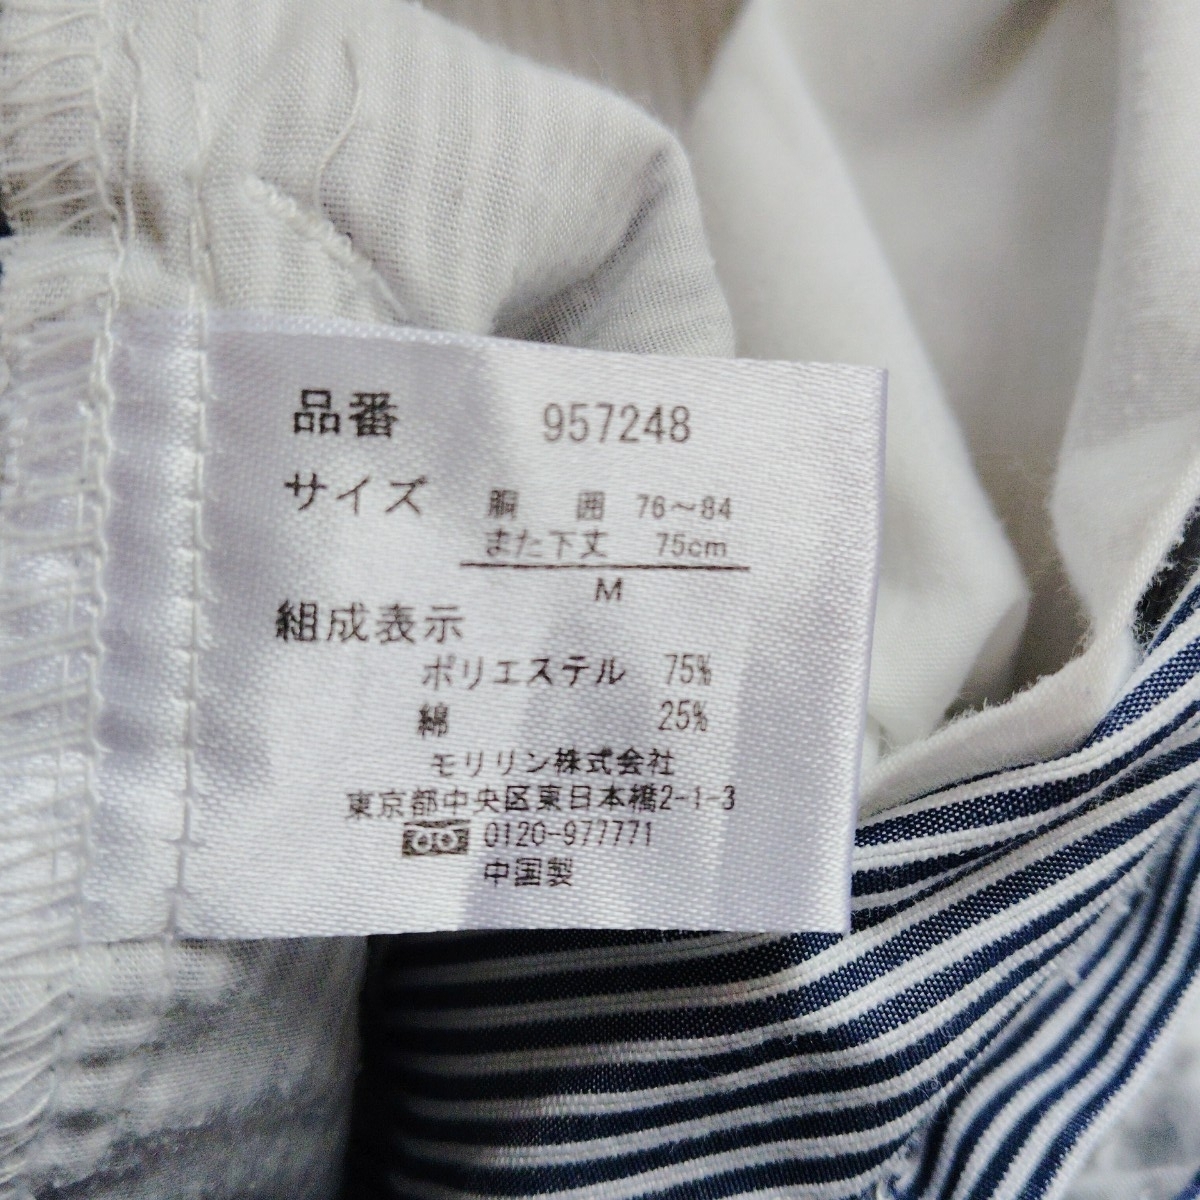 品番 957248
サイズ 胴 囲 76～84
また下丈 75cm
M
組成表示
ポリエステル 75%
綿 25%
モリリン株式会社
東京都中央区東日本橋2-1-3
0120-977771
中国製